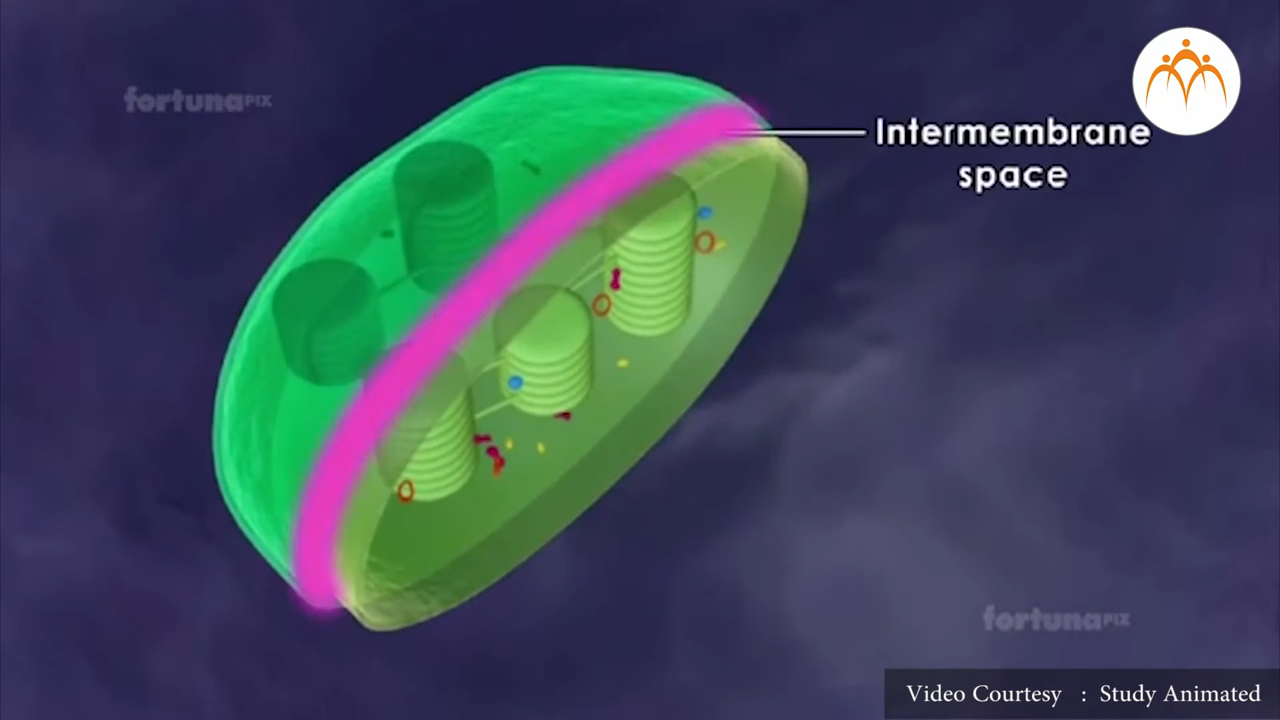 fortunaPIX
Intermembrane
space
fortunaPIX
Video Courtesy : Study Animated